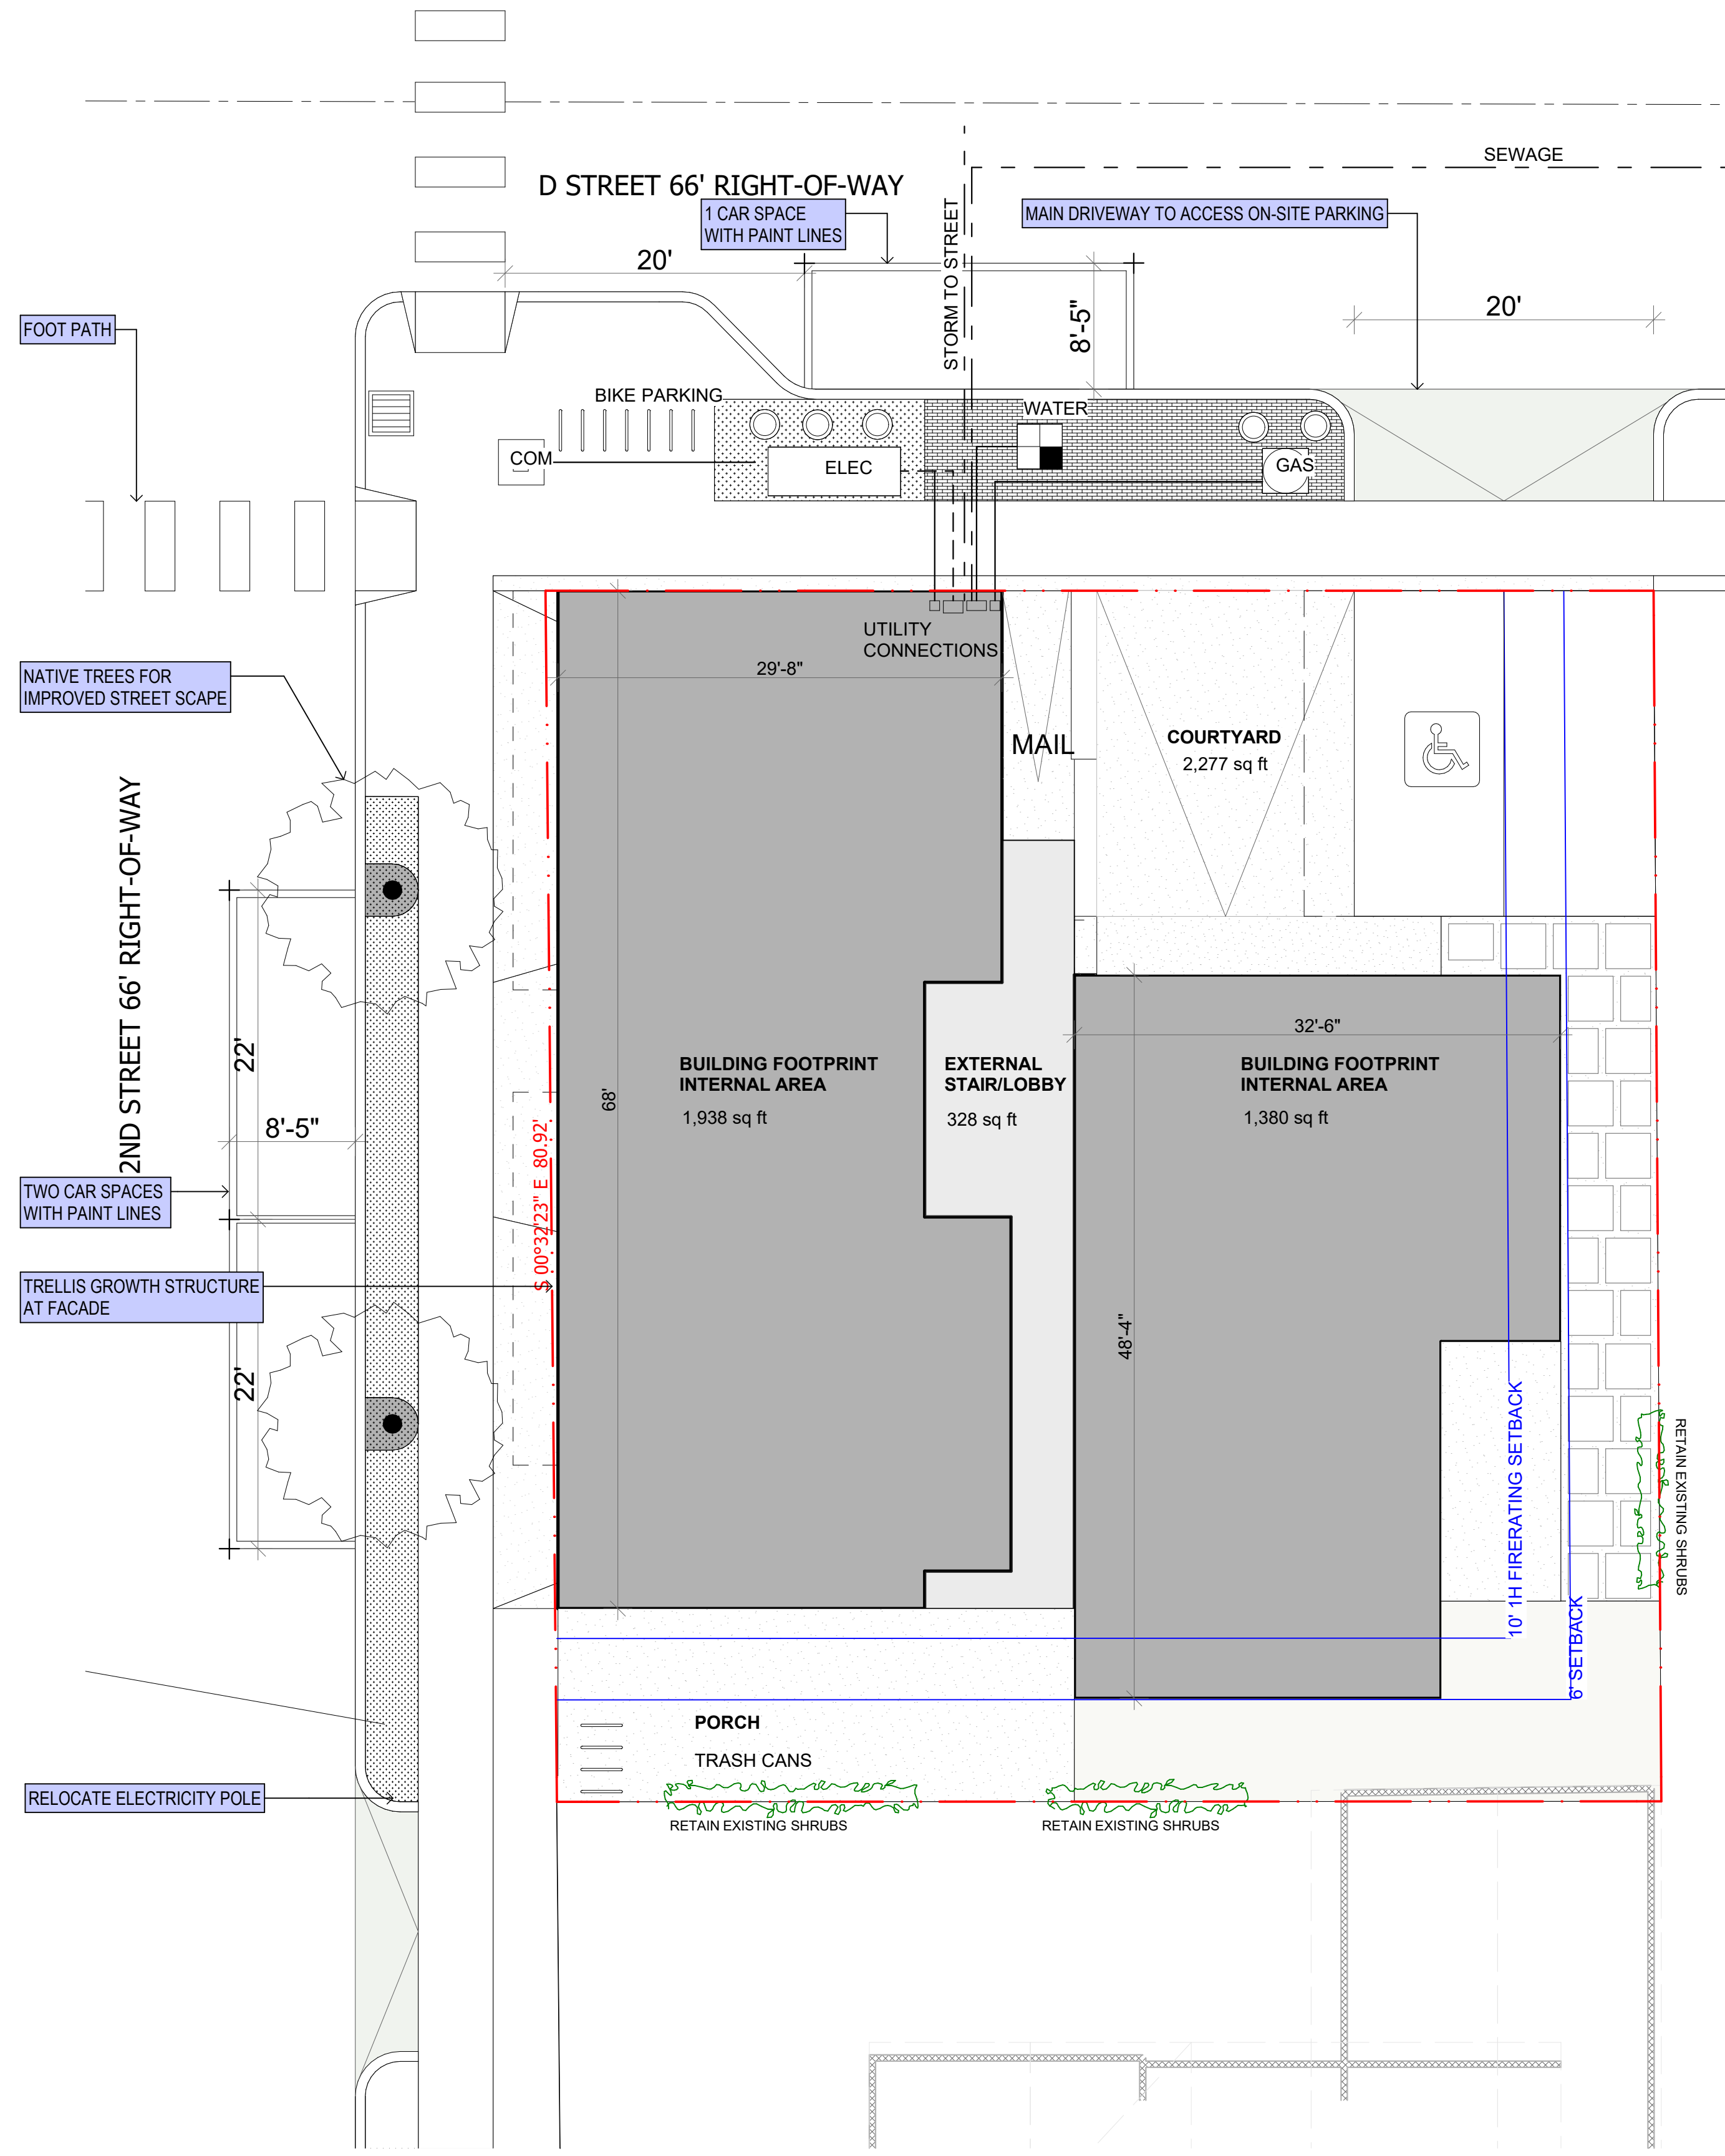 SEWAGE
D STREET 66' RIGHT-OF-WAY
1 CAR SPACE
WITH PAINT LINES
MAIN DRIVEWAY TO ACCESS ON-SITE PARKING
STORM TO STREET
20'
8'-5"
20'
FOOT PATH
BIKE PARKING
WATER
COM
ELEC
GAS
UTILITY
CONNECTIONS
29'-8"
NATIVE TREES FOR
IMPROVED STREET SCAPE
MAIL
COURTYARD
2,277 sq ft
2ND STREET 66' RIGHT-OF-WAY
22'
8'-5"
68'
32'-6"
BUILDING FOOTPRINT
INTERNAL AREA
1,938 sq ft
EXTERNAL
STAIR/LOBBY
328 sq ft
BUILDING FOOTPRINT
INTERNAL AREA
1,380 sq ft
S 00°32'23" E 80.92'
TWO CAR SPACES
WITH PAINT LINES
TRELLIS GROWTH STRUCTURE
AT FACADE
22'
48'-4"
10' 1H FIRERATING SETBACK
6' SETBACK
RETAIN EXISTING SHRUBS
PORCH
TRASH CANS
RELOCATE ELECTRICITY POLE
RETAIN EXISTING SHRUBS
RETAIN EXISTING SHRUBS